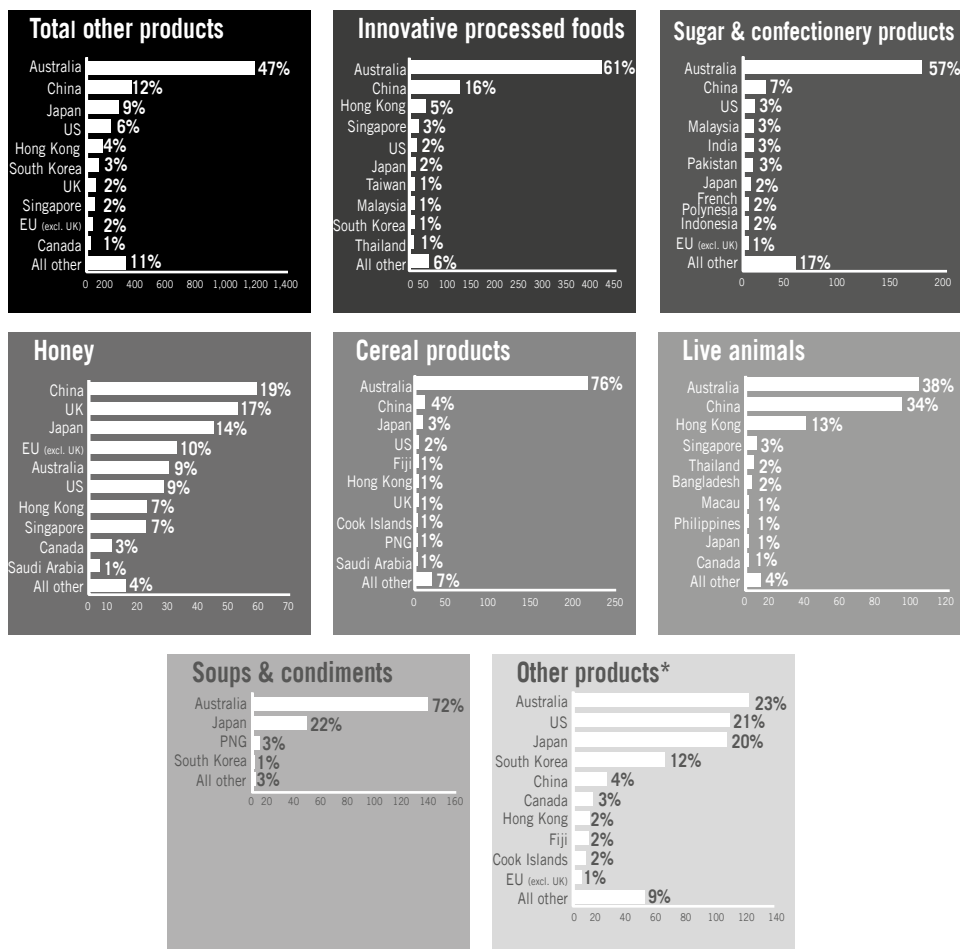 Total other products
Australia 47%
China 12%
Japan 9%
US 6%
Hong Kong 4%
South Korea 3%
UK 2%
Singapore 2%
EU (excl. UK) 2%
Canada 1%
All other 11%
0 200 400 600 800 1,000 1,200 1,400
Innovative processed foods
Australia 61%
China 16%
Hong Kong 5%
Singapore 3%
US 2%
Japan 2%
Taiwan 1%
Malaysia 1%
South Korea 1%
Thailand 1%
All other 6%
0 50 100 150 200 250 300 350 400 450
Sugar & confectionery products
Australia 57%
China 7%
US 3%
Malaysia 3%
India 3%
Pakistan 3%
Japan 2%
French
Polynesia 2%
Indonesia 2%
EU (excl. UK) 1%
All other 17%
0 50 100 150 200
Honey
China 19%
UK 17%
Japan 14%
EU (excl. UK) 10%
Australia 9%
US 9%
Hong Kong 7%
Singapore 7%
Canada 3%
Saudi Arabia 1%
All other 4%
0 10 20 30 40 50 60 70
Cereal products
Australia 76%
China 4%
Japan 3%
US 2%
Fiji 1%
Hong Kong 1%
UK 1%
Cook Islands 1%
PNG 1%
Saudi Arabia 1%
All other 7%
0 50 100 150 200 250
Live animals
Australia 38%
China 34%
Hong Kong 13%
Singapore 3%
Thailand 2%
Bangladesh 2%
Macau 1%
Philippines 1%
Japan 1%
Canada 1%
All other 4%
0 20 40 60 80 100 120
Soups & condiments
Australia 72%
Japan 22%
PNG 3%
South Korea 1%
All other 3%
0 20 40 60 80 100 120 140 160
Other products*
Australia 23%
US 21%
Japan 20%
South Korea 12%
China 4%
Canada 3%
Hong Kong 2%
Fiji 2%
Cook Islands 2%
EU (excl. UK) 1%
All other 9%
0 20 40 60 80 100 120 140